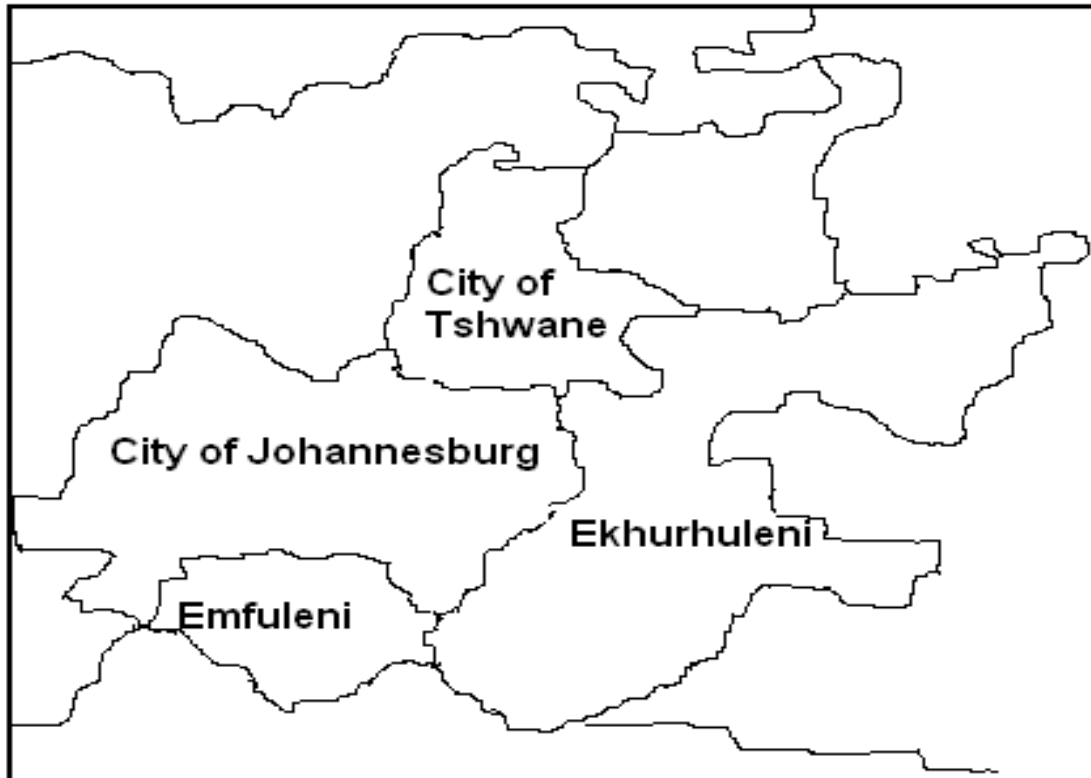 City of
Tshwane
City of Johannesburg
Ekhurhuleni
Emfuleni